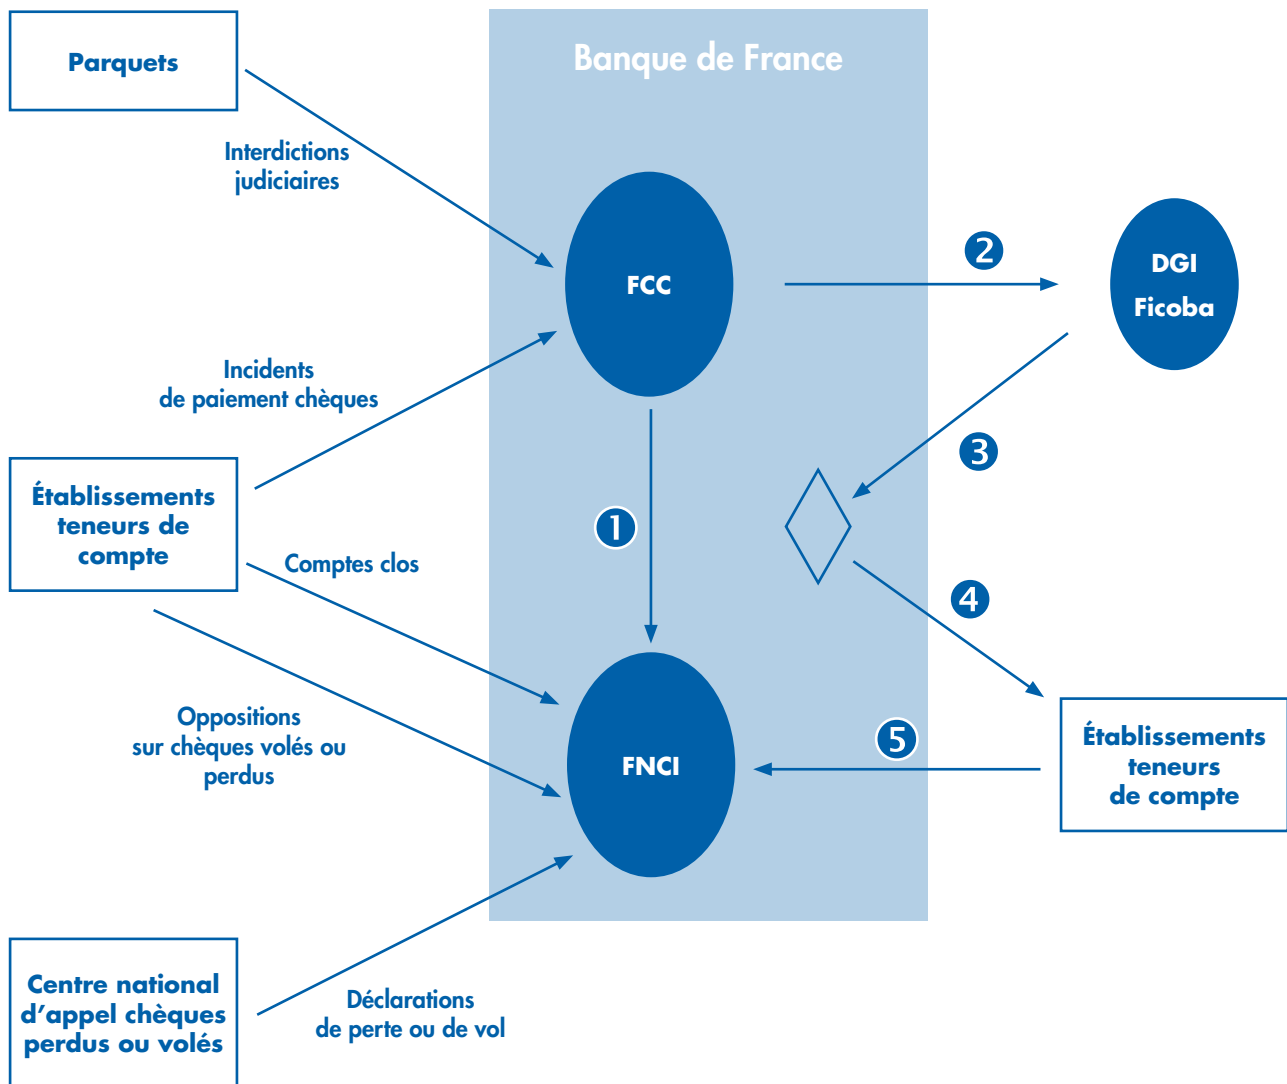 Parquets
Banque de France
Interdictions
judiciaires
FCC
2
DGI
Ficoba
Incidents
de paiement chèques
3
Établissements
teneurs de
compte
1
Comptes clos
4
Oppositions
sur chèques volés ou
perdus
FNCI
5
Établissements
teneurs
de compte
Centre national
d'appel chèques
perdus ou volés
Déclarations
de perte ou de vol